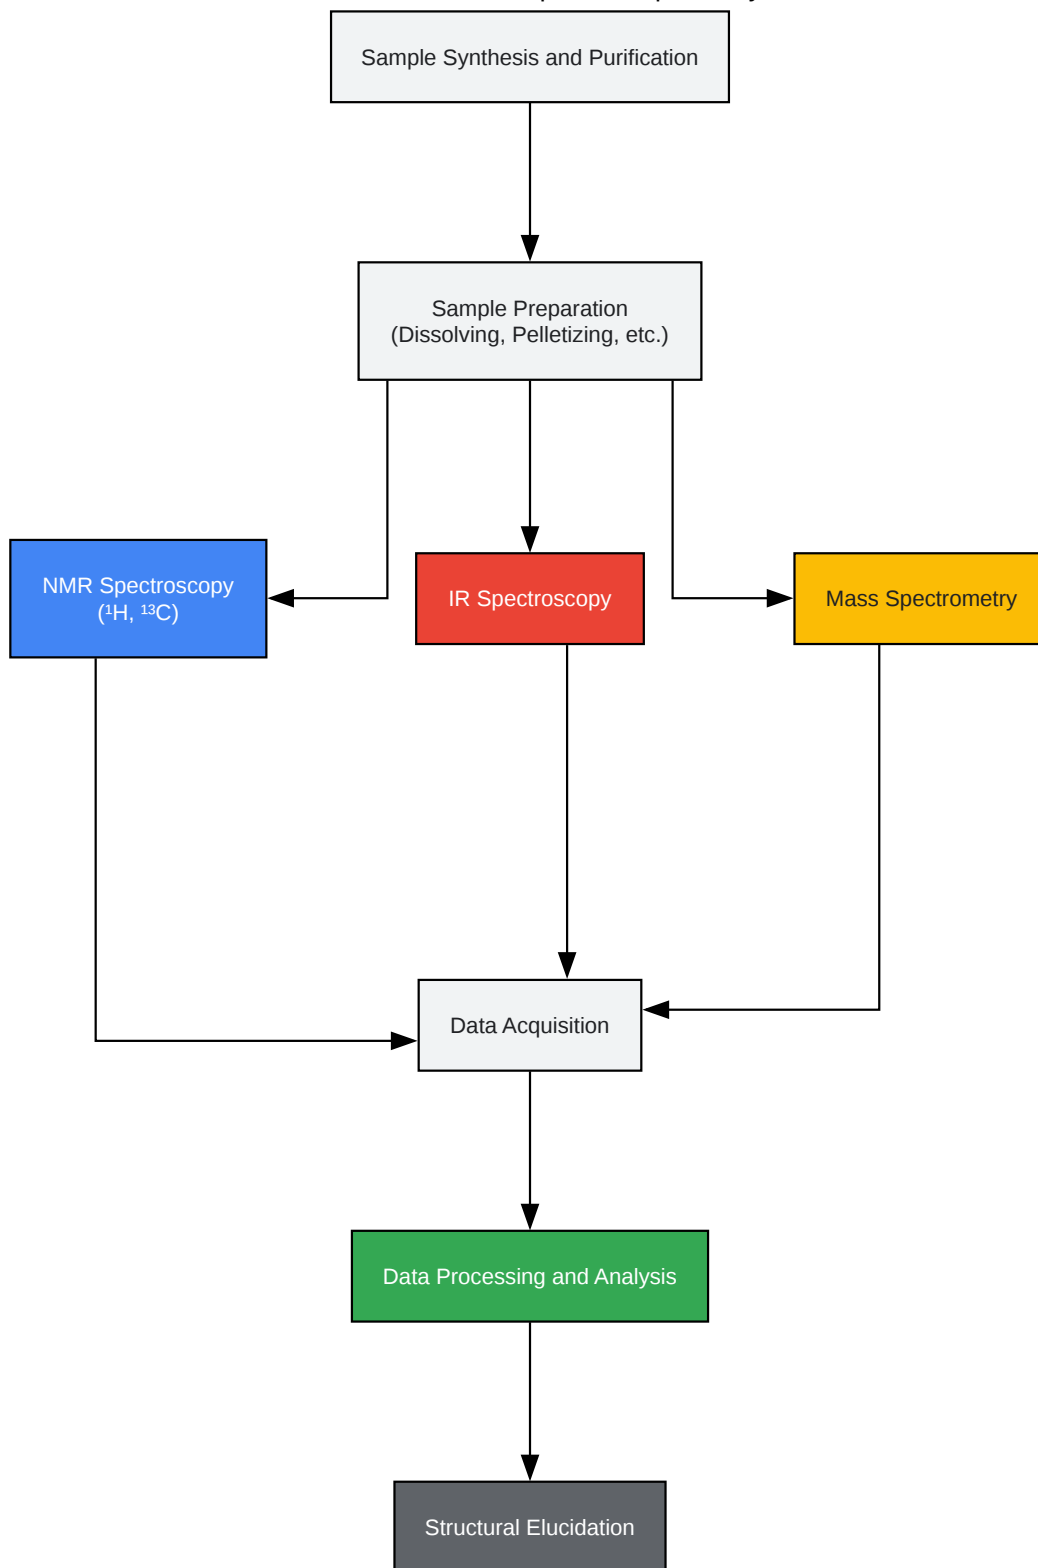 Sample Synthesis and Purification
Sample Preparation
(Dissolving, Pelletizing, etc.)
NMR Spectroscopy
(¹H, ¹³C)
IR Spectroscopy
Mass Spectrometry
Data Acquisition
Data Processing and Analysis
Structural Elucidation